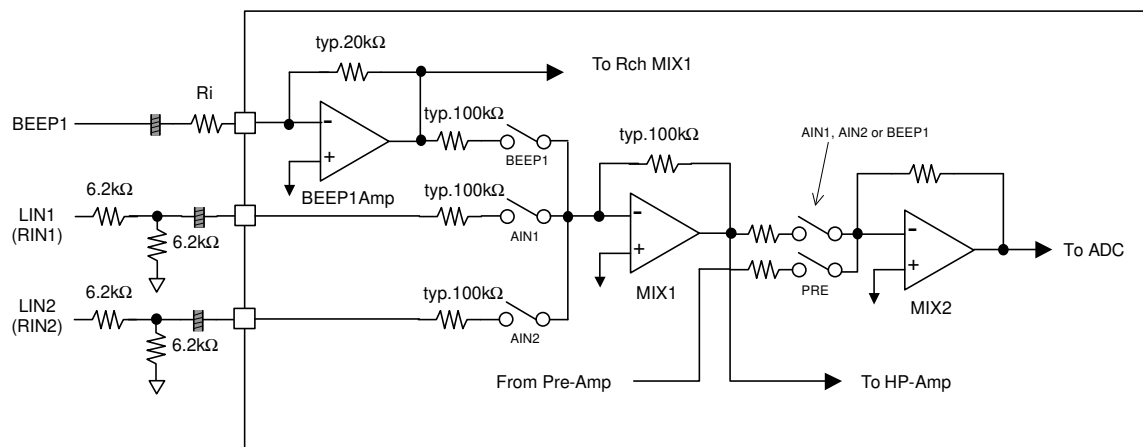 typ.20kΩ
To Rch MIX1
Ri
BEEP1
typ.100kΩ
typ.100kΩ
AIN1, AIN2 or BEEP1
-
+
BEEP1
BEEP1Amp
6.2kΩ
typ.100kΩ
LIN1
(RIN1)
6.2kΩ
AIN1
-
+
-
+
To ADC
MIX1
PRE
MIX2
6.2kΩ
typ.100kΩ
LIN2
(RIN2)
6.2kΩ
AIN2
From Pre-Amp
To HP-Amp